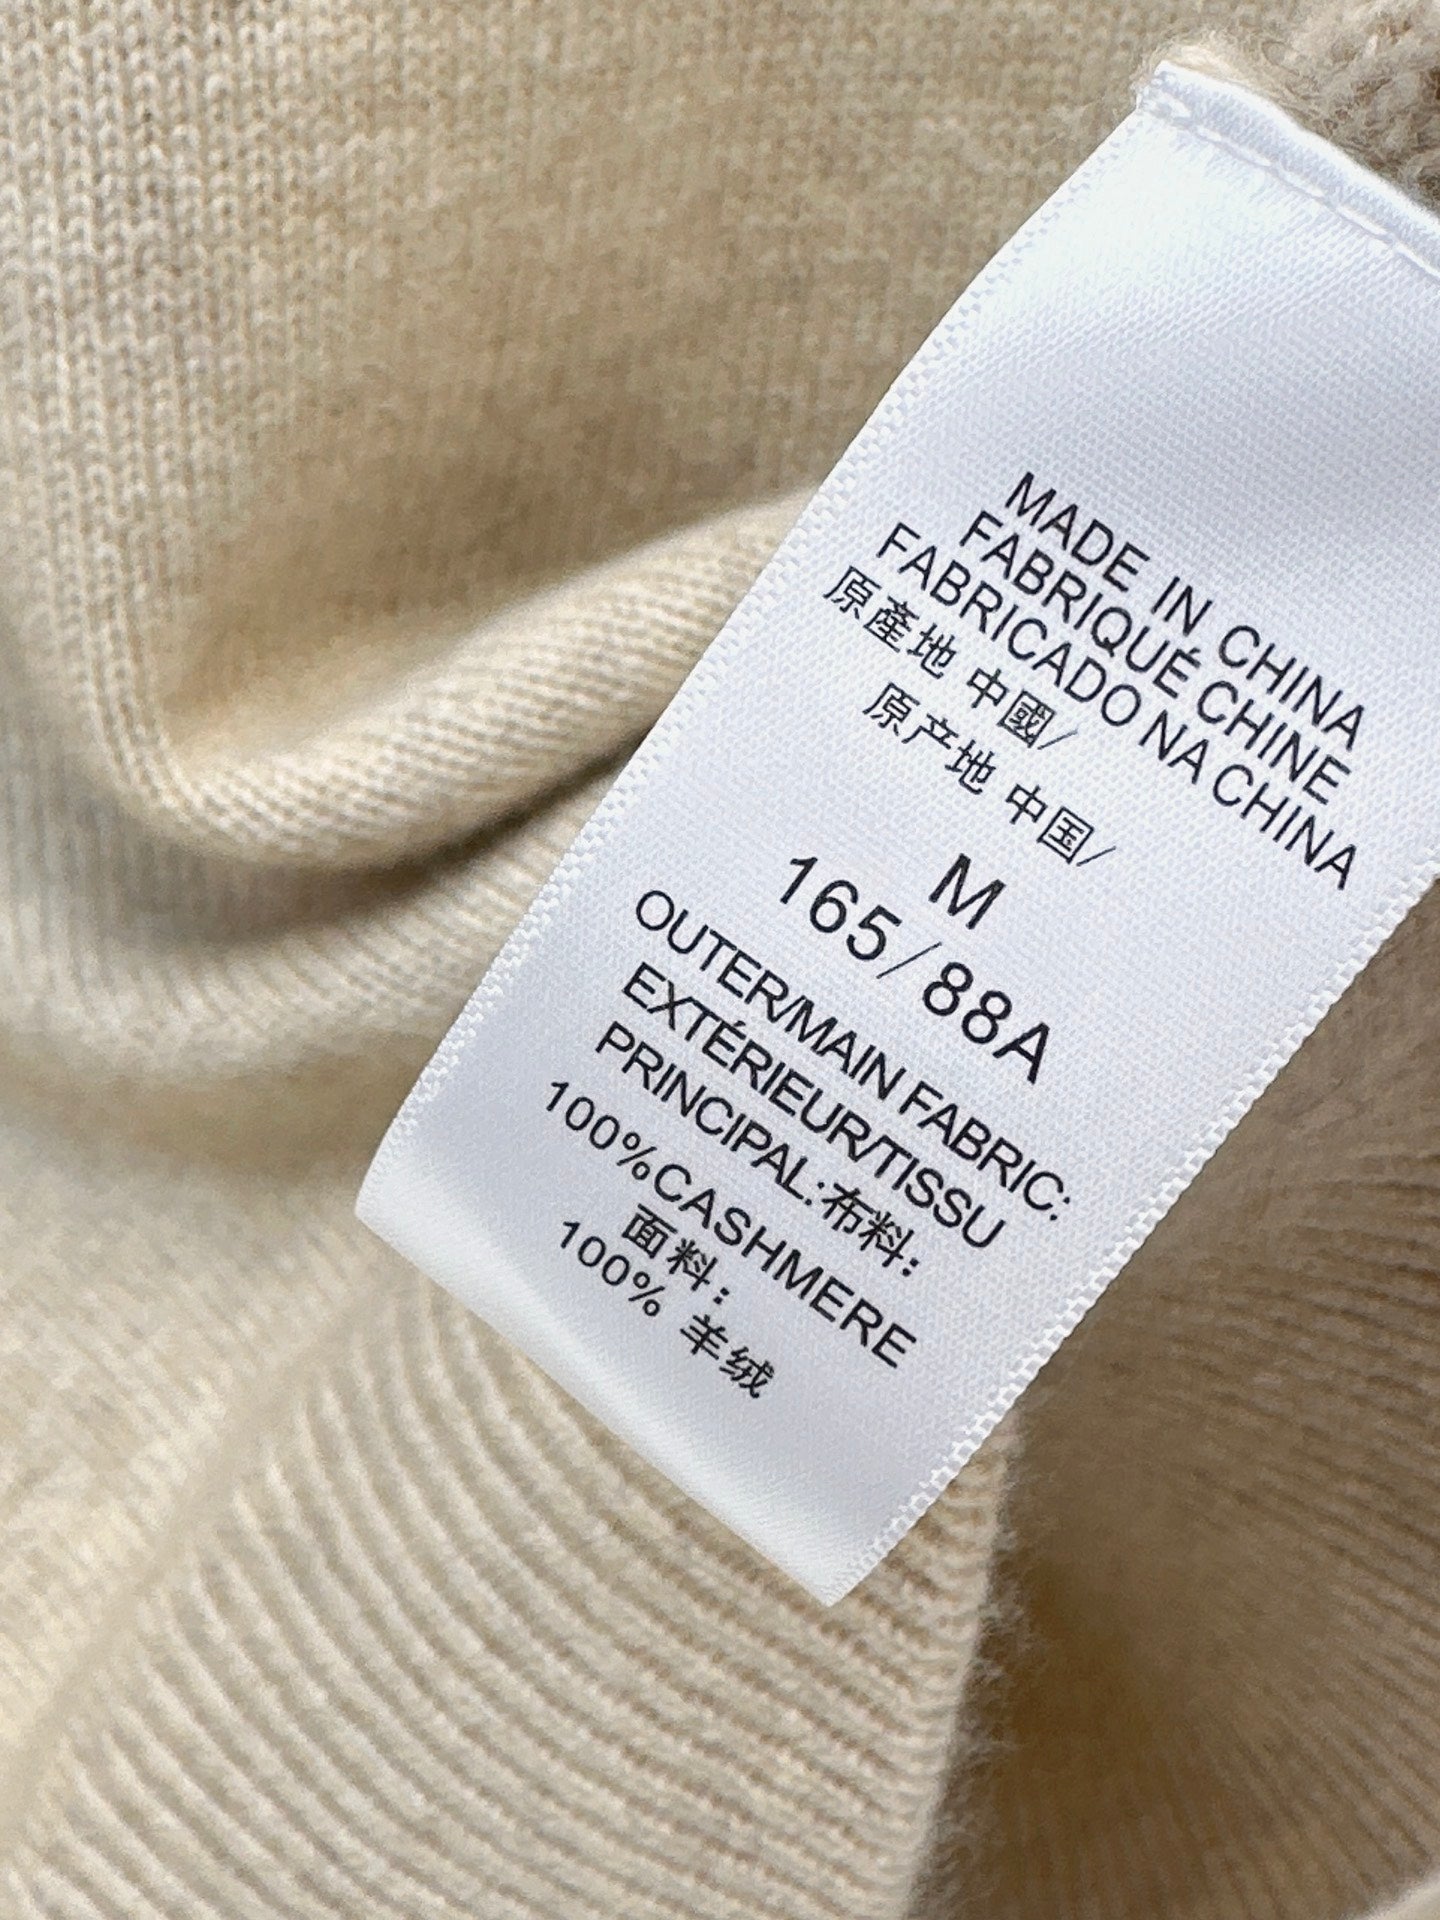 MADE IN CHINA
FABRIQUÉ CHINE
FABRICADO NA CHINA
原產地 中國/
原产地 中国/
M
165/88A
OUTER/MAIN FABRIC:
EXTÉRIEUR/TISSU
PRINCIPAL:布料:
100%CASHMERE
面料:
100% 羊绒